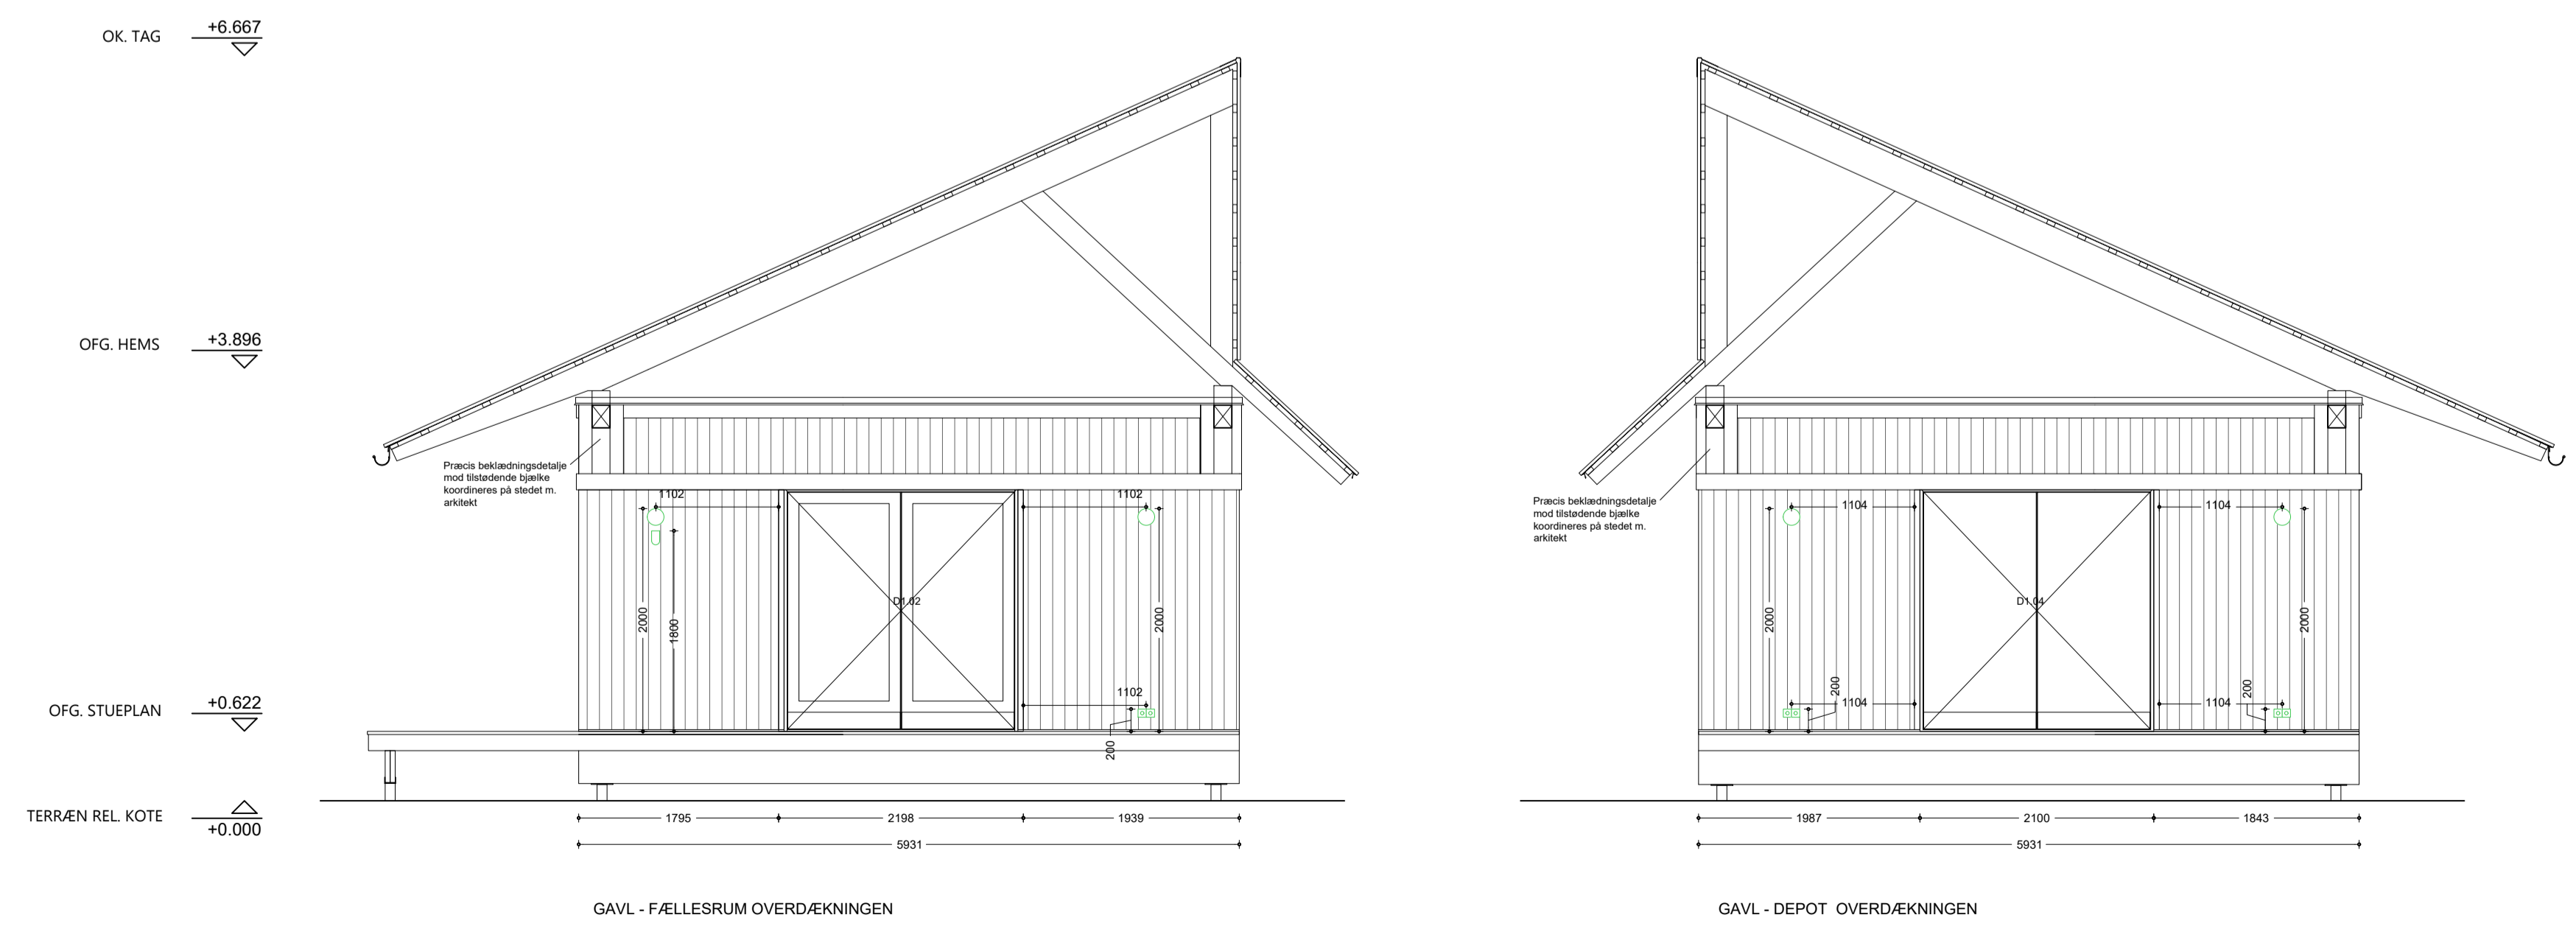 OK. TAG
+6.667
OFG. HEMS
+3.896
OFG. STUEPLAN
+0.622
TERRÆN REL. KOTE
+0.000
Præcis beklædningsdetalje
mod tilstødende bjælke
koordineres på stedet m.
arkitekt
1102
1102
2000
1800
D1.02
2000
1102
200
1795
2198
1939
5931
GAVL - FÆLLESRUM OVERDÆKNINGEN
Præcis beklædningsdetalje
mod tilstødende bjælke
koordineres på stedet m.
arkitekt
1104
1104
2000
D1.04
2000
200
200
1104
1104
1987
2100
1843
5931
GAVL - DEPOT OVERDÆKNINGEN